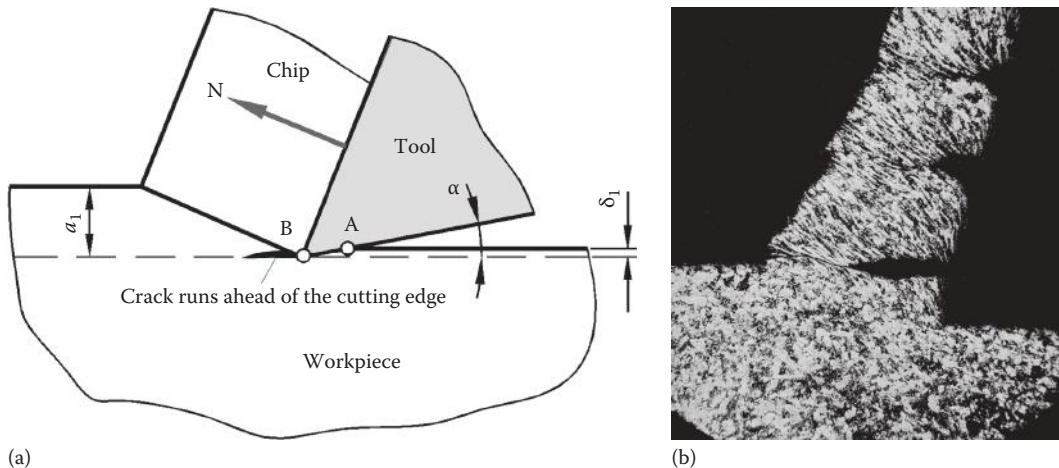 Chip
N
Tool
α
δ1
a1
B
A
Crack runs ahead of the cutting edge
Workpiece
(a)
(b)